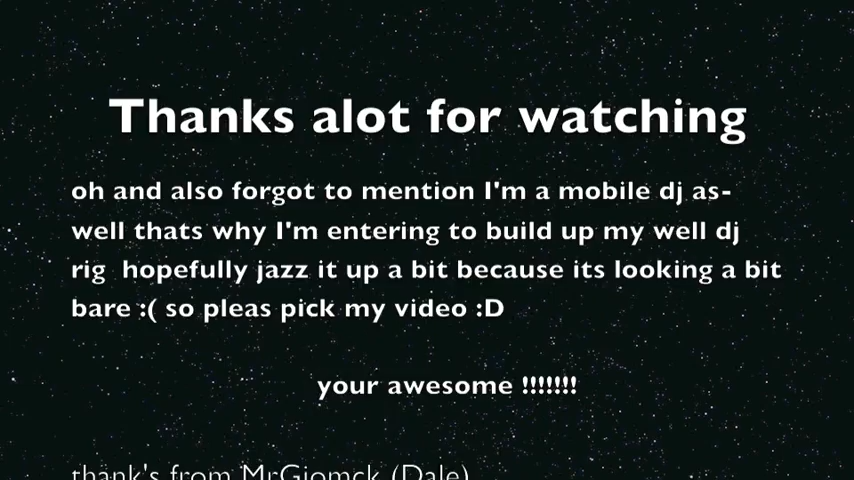 Thanks alot for watching
oh and also forgot to mention I'm a mobile dj as-
well thats why I'm entering to build up my well dj
rig hopefully jazz it up a bit because its looking a bit
bare :( so pleas pick my video :D
your awesome !!!!!!!
thank's from MrGiomck (Dale)